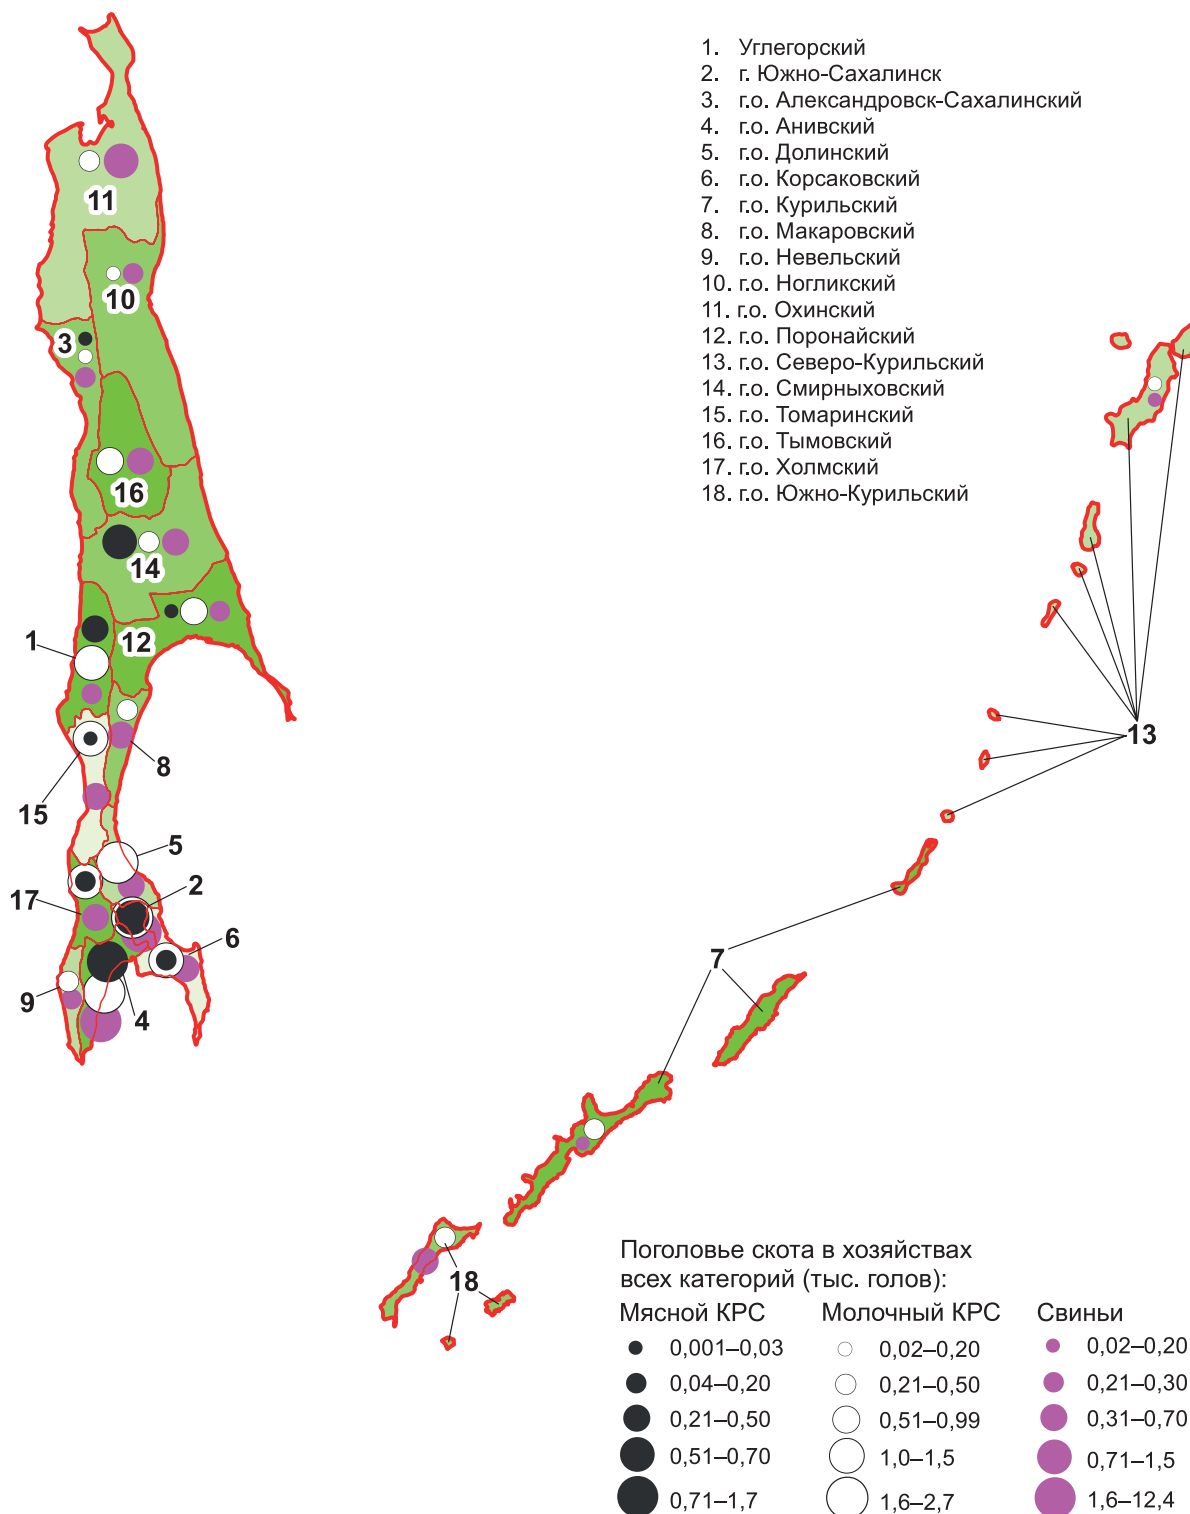 1. Углегорский
2. г. Южно-Сахалинск
3. г.о. Александровск-Сахалинский
4. г.о. Анивский
5. г.о. Долинский
6. г.о. Корсаковский
7. г.о. Курильский
8. г.о. Макаровский
9. г.о. Невельский
10. г.о. Ногликский
11. г.о. Охинский
12. г.о. Поронайский
13. г.о. Северо-Курильский
14. г.о. Смирныховский
15. г.о. Томаринский
16. г.о. Тымовский
17. г.о. Холмский
18. г.о. Южно-Курильский
11
10
3
16
14
12
1
8
15
5
2
17
6
9
4
13
7
18
Поголовье скота в хозяйствах
всех категорий (тыс. голов):
Мясной КРС Молочный КРС Свиньи
0,001–0,03 0,02–0,20 0,02–0,20
0,04–0,20 0,21–0,50 0,21–0,30
0,21–0,50 0,51–0,99 0,31–0,70
0,51–0,70 1,0–1,5 0,71–1,5
0,71–1,7 1,6–2,7 1,6–12,4